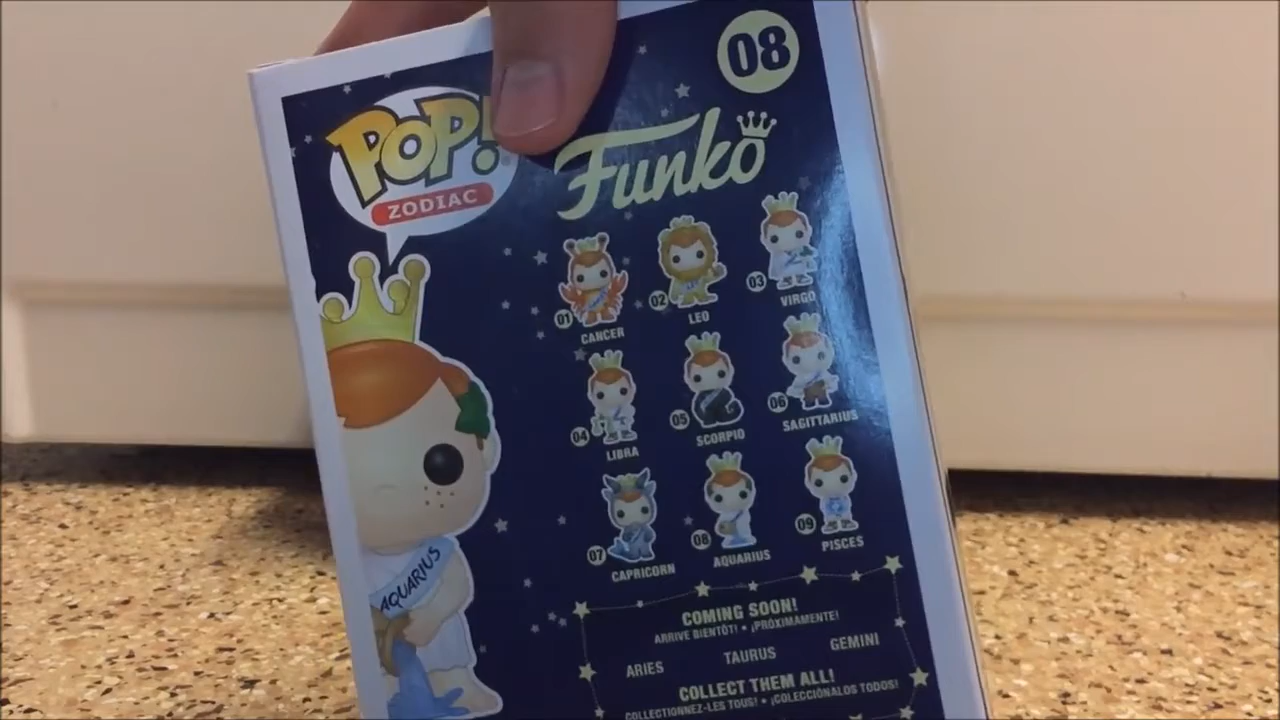 08
POP!
ZODIAC
Funko
01 CANCER
02 LEO
03 VIRGO
04 LIBRA
05 SCORPIO
06 SAGITTARIUS
07 CAPRICORN
08 AQUARIUS
09 PISCES
AQUARIUS
COMING SOON!
ARRIVE BIENTÔT! • ¡PRÓXIMAMENTE!
ARIES TAURUS GEMINI
COLLECT THEM ALL!
COLLECTIONNEZ-LES TOUS! • ¡COLECCIÓNALOS TODOS!